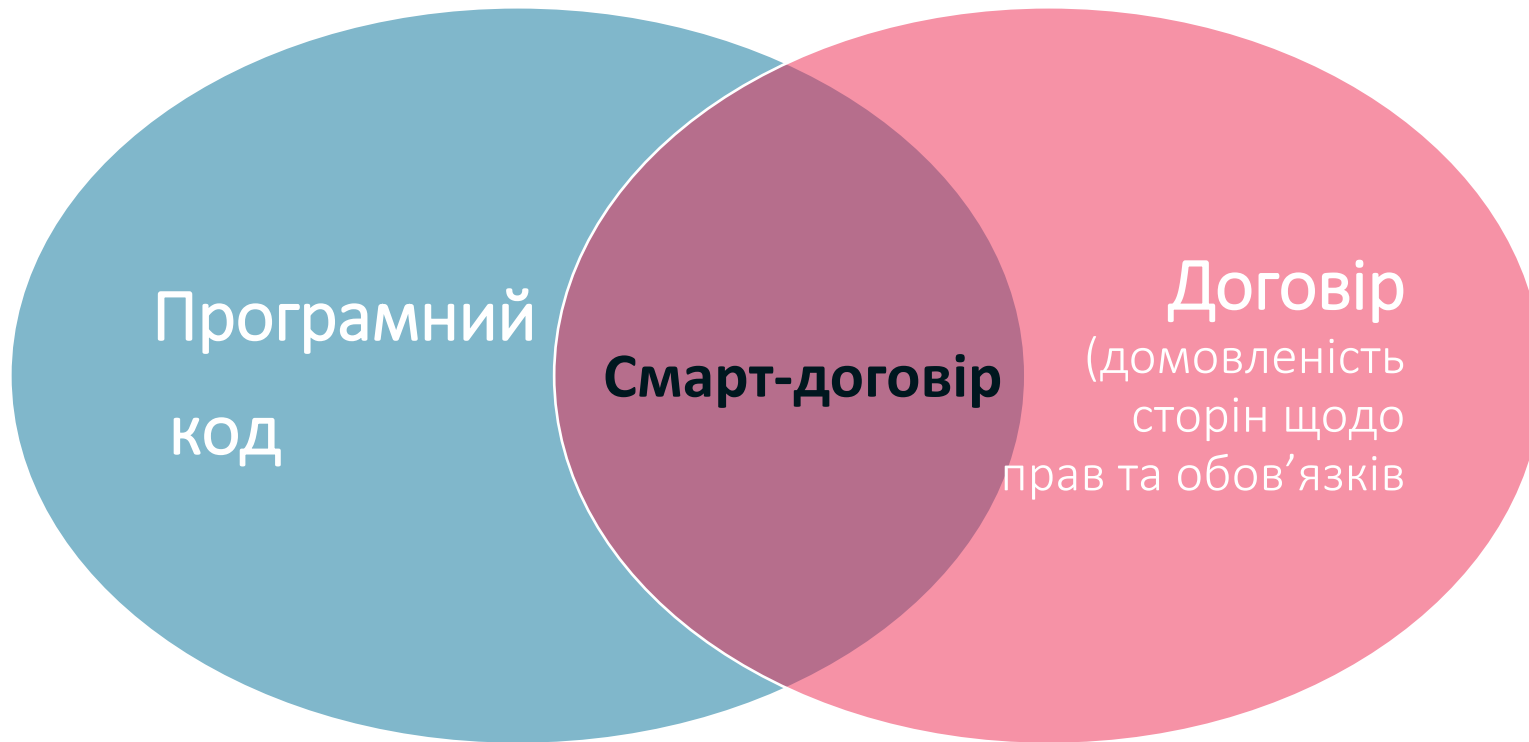 Програмний
код
Смарт-договір
Договір
(домовленість
сторін щодо
прав та обов’язків